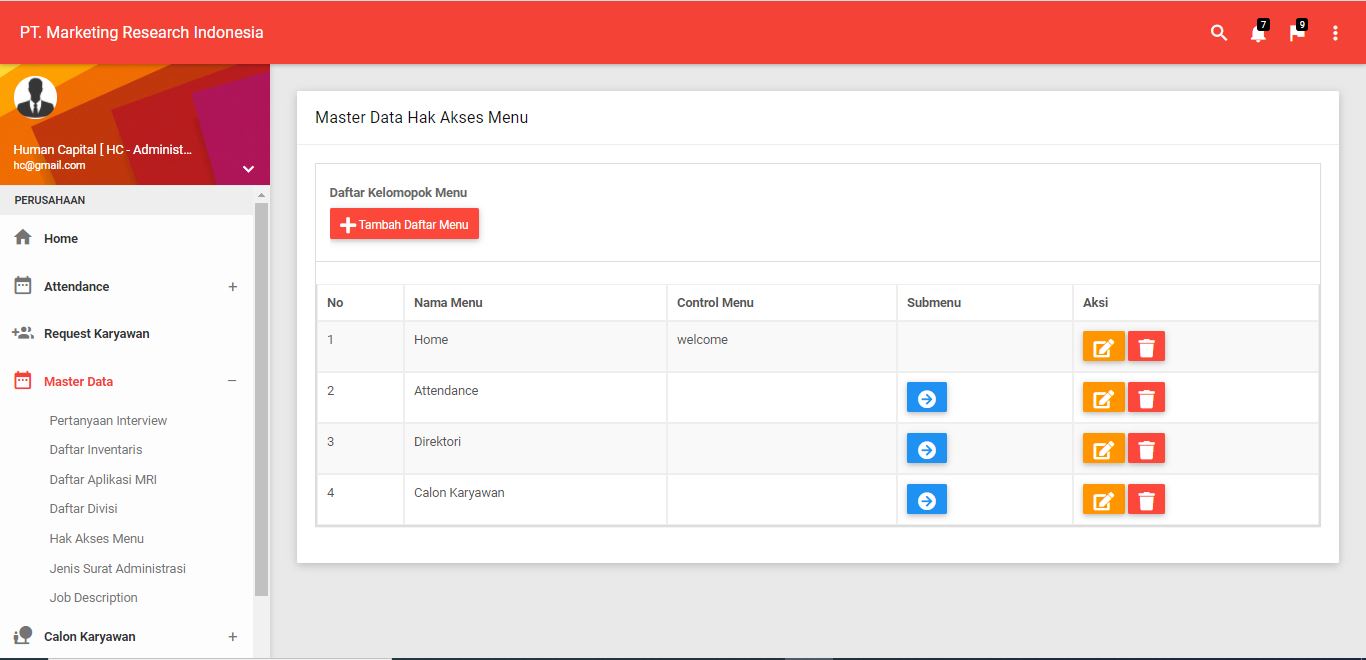 PT. Marketing Research Indonesia
7
9
Human Capital [ HC - Administ...
hc@gmail.com
PERUSAHAAN
Home
Attendance
Request Karyawan
Master Data
Pertanyaan Interview
Daftar Inventaris
Daftar Aplikasi MRI
Daftar Divisi
Hak Akses Menu
Jenis Surat Administrasi
Job Description
Calon Karyawan
Master Data Hak Akses Menu
Daftar Kelomopok Menu
Tambah Daftar Menu
No Nama Menu Control Menu Submenu Aksi
1 Home welcome
2 Attendance
3 Direktori
4 Calon Karyawan